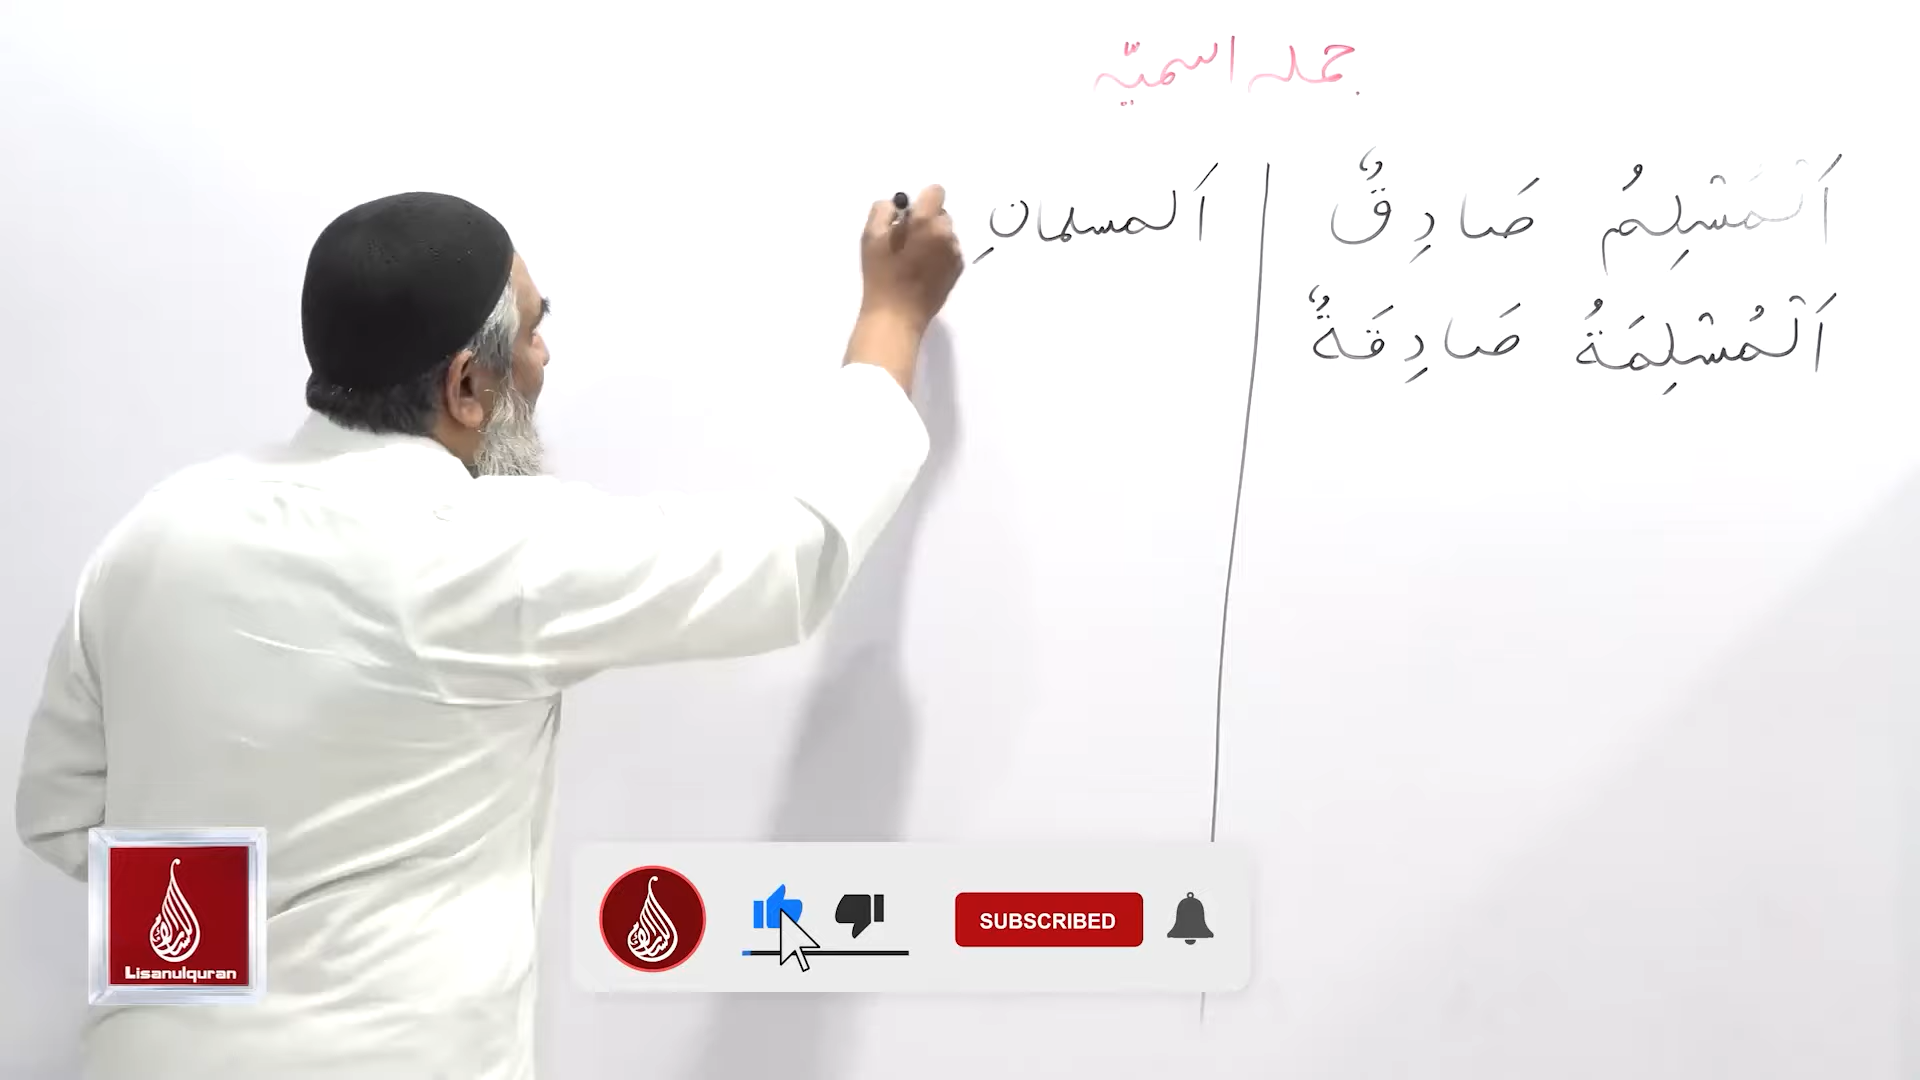 جملہ اسمیّہ
اَلْمُسْلِمُ صَادِقٌ
اَلْمُسْلِمَةُ صَادِقَةٌ
اَلمسلمانِ
Lisanulquran
SUBSCRIBED